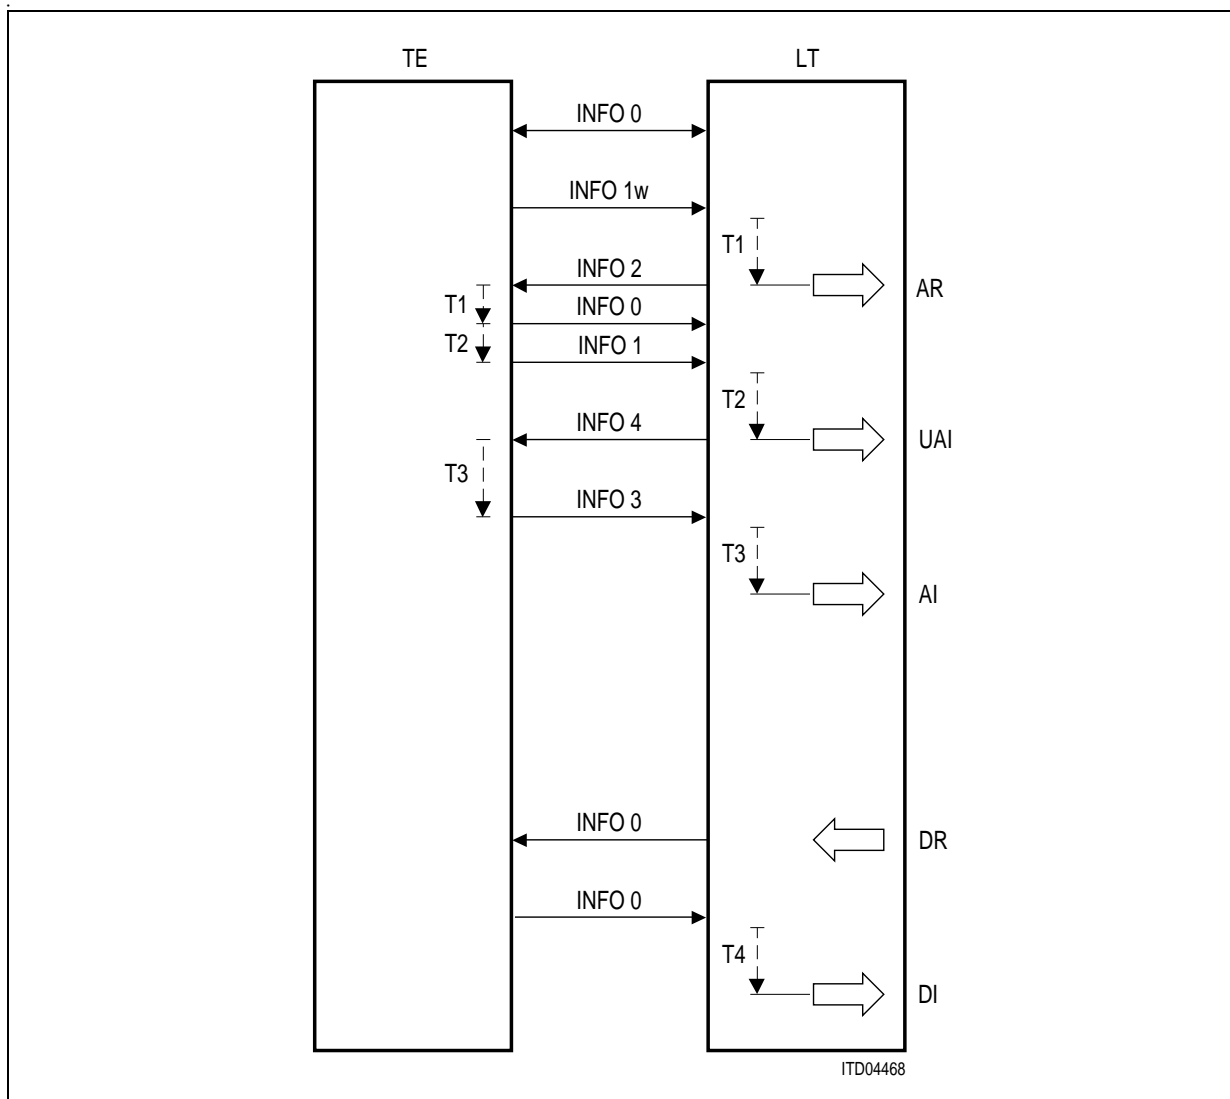 TE LT
INFO 0
INFO 1w
T1
INFO 2
AR
T1
INFO 0
T2
INFO 1
T2
INFO 4
UAI
T3
INFO 3
T3
AI
INFO 0
DR
INFO 0
T4
DI
ITD04468